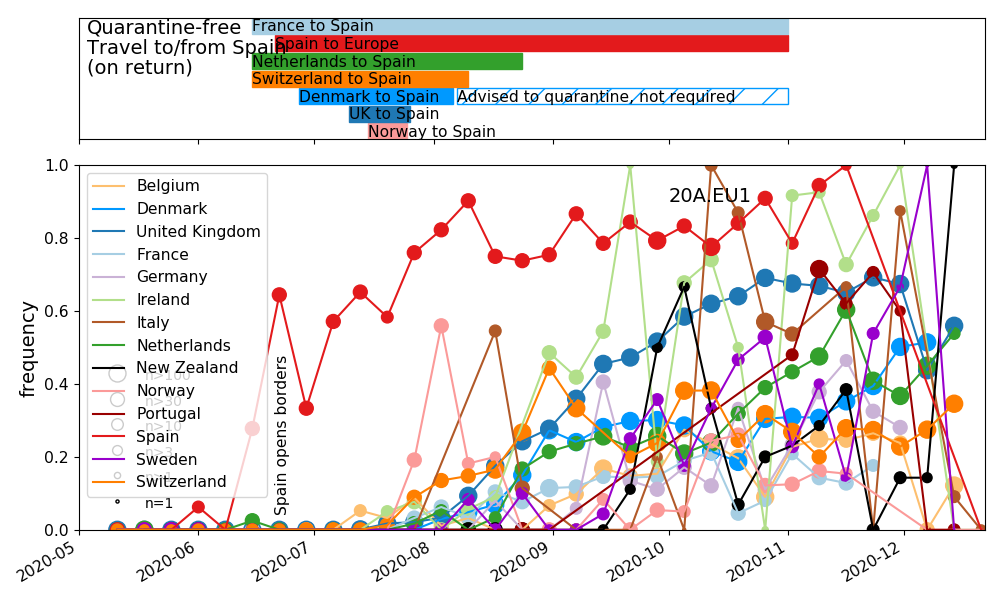 Quarantine-free
Travel to/from Spain
(on return)
France to Spain
Spain to Europe
Netherlands to Spain
Switzerland to Spain
Denmark to Spain
Advised to quarantine, not required
UK to Spain
Norway to Spain
20A.EU1
frequency
1.0
0.8
0.6
0.4
0.2
0.0
Belgium
Denmark
United Kingdom
France
Germany
Ireland
Italy
Netherlands
New Zealand
Norway
Portugal
Spain
Sweden
Switzerland
n>100
n>30
n>10
n>3
n=1
Spain opens borders
2020-05
2020-06
2020-07
2020-08
2020-09
2020-10
2020-11
2020-12